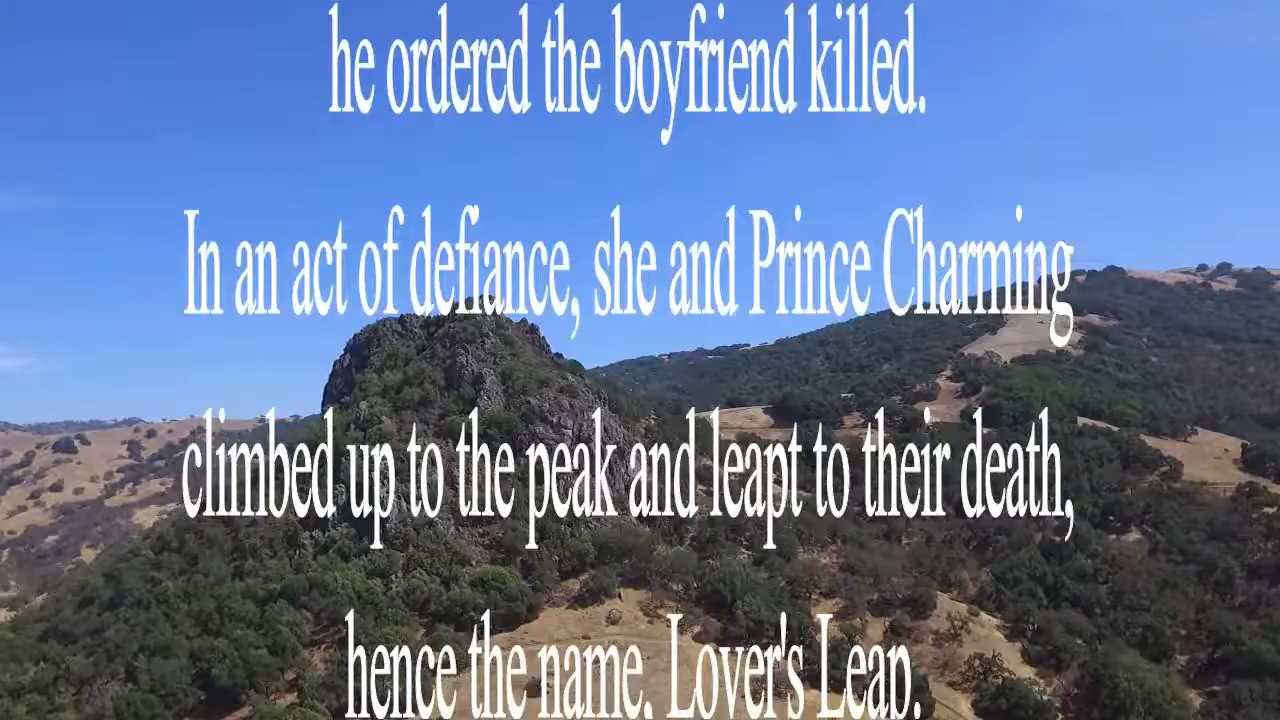 he ordered the boyfriend killed.
In an act of defiance, she and Prince Charming
climbed up to the peak and leapt to their death,
hence the name, Lover's Leap.